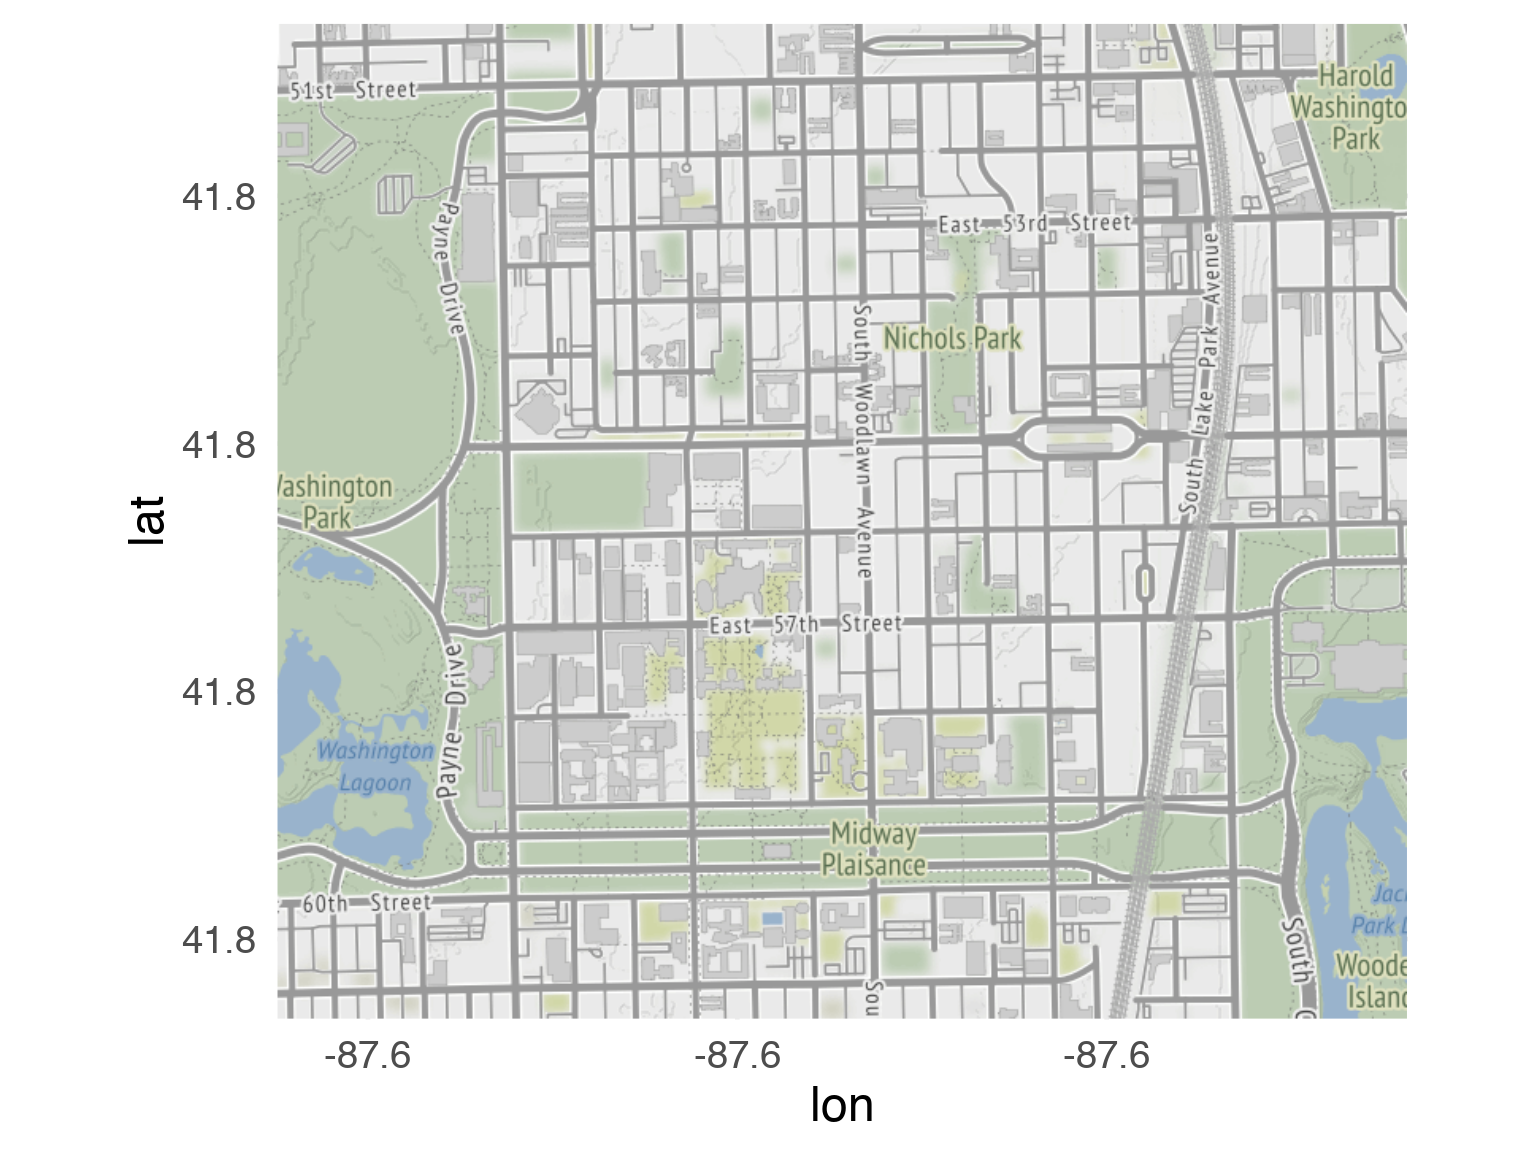 51st Street
Harold
Washingto
Park
41.8
Payne Drive
East 53rd Street
South Lake Park Avenue
Nichols Park
South Woodlawn Avenue
41.8
Washington
Park
lat
East 57th Street
41.8
Payne Drive
Washington
Lagoon
Midway
Plaisance
60th Street
Jac
Park L
41.8
South
Woode
Islanc
Sou
-87.6
-87.6
-87.6
lon